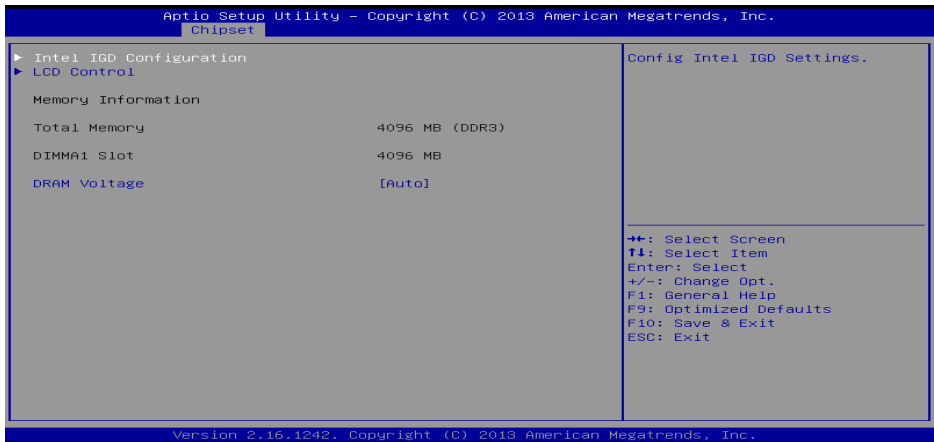 Aptio Setup Utility – Copyright (C) 2013 American Megatrends, Inc.
Chipset
► Intel IGD Configuration
► LCD Control
Memory Information
Total Memory 4096 MB (DDR3)
DIMMA1 Slot 4096 MB
DRAM Voltage [Auto]
Config Intel IGD Settings.
→←: Select Screen
↑↓: Select Item
Enter: Select
+/-: Change Opt.
F1: General Help
F9: Optimized Defaults
F10: Save & Exit
ESC: Exit
Version 2.16.1242. Copyright (C) 2013 American Megatrends, Inc.